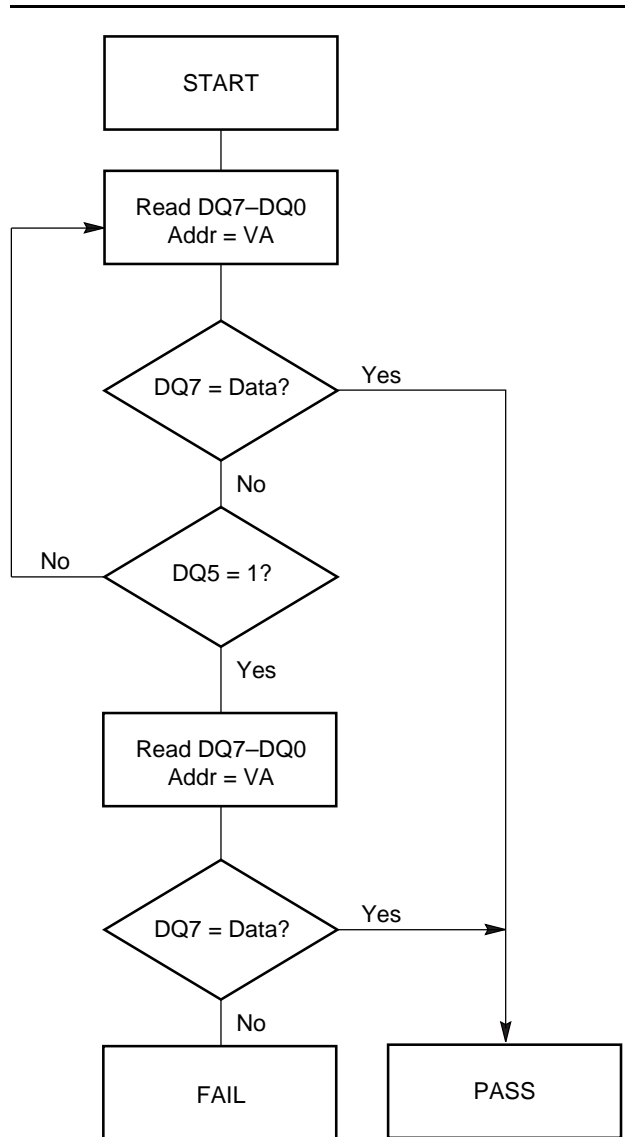 START
Read DQ7–DQ0
Addr = VA
DQ7 = Data?
Yes
No
No
DQ5 = 1?
Yes
Read DQ7–DQ0
Addr = VA
DQ7 = Data?
Yes
No
FAIL
PASS